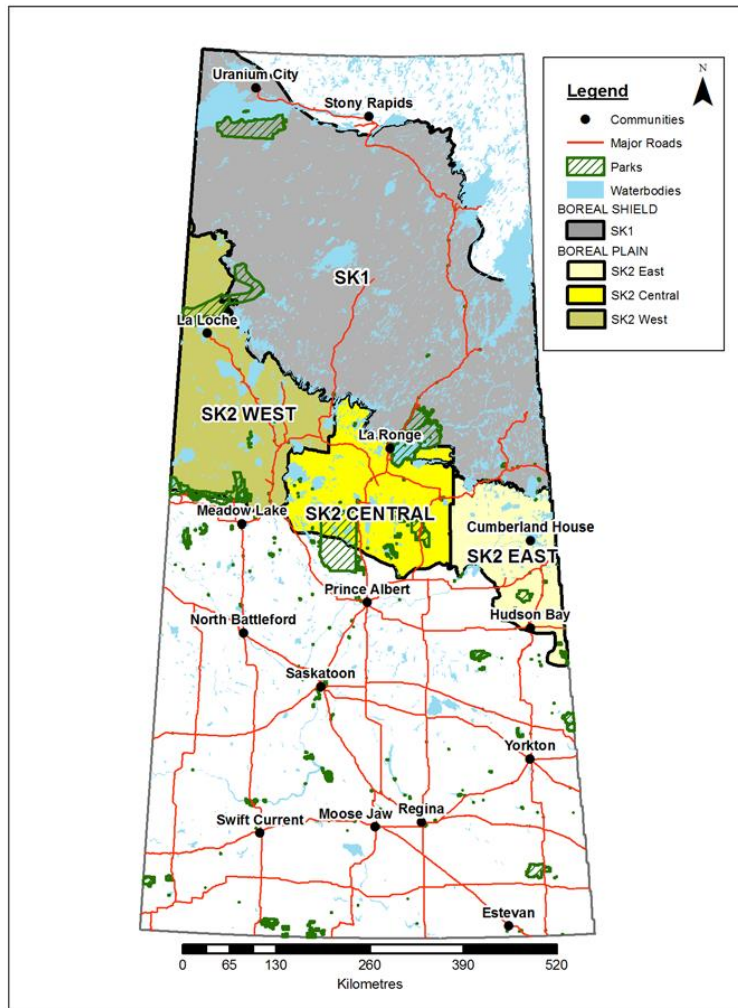 Uranium City
Stony Rapids
SK1
La Loche
SK2 WEST
La Ronge
SK2 CENTRAL
Meadow Lake
Cumberland House
SK2 EAST
Prince Albert
Hudson Bay
North Battleford
Saskatoon
Yorkton
Swift Current
Moose Jaw
Regina
Estevan
N
Legend
Communities
Major Roads
Parks
Waterbodies
BOREAL SHIELD
SK1
BOREAL PLAIN
SK2 East
SK2 Central
SK2 West
0 65 130 260 390 520
Kilometres